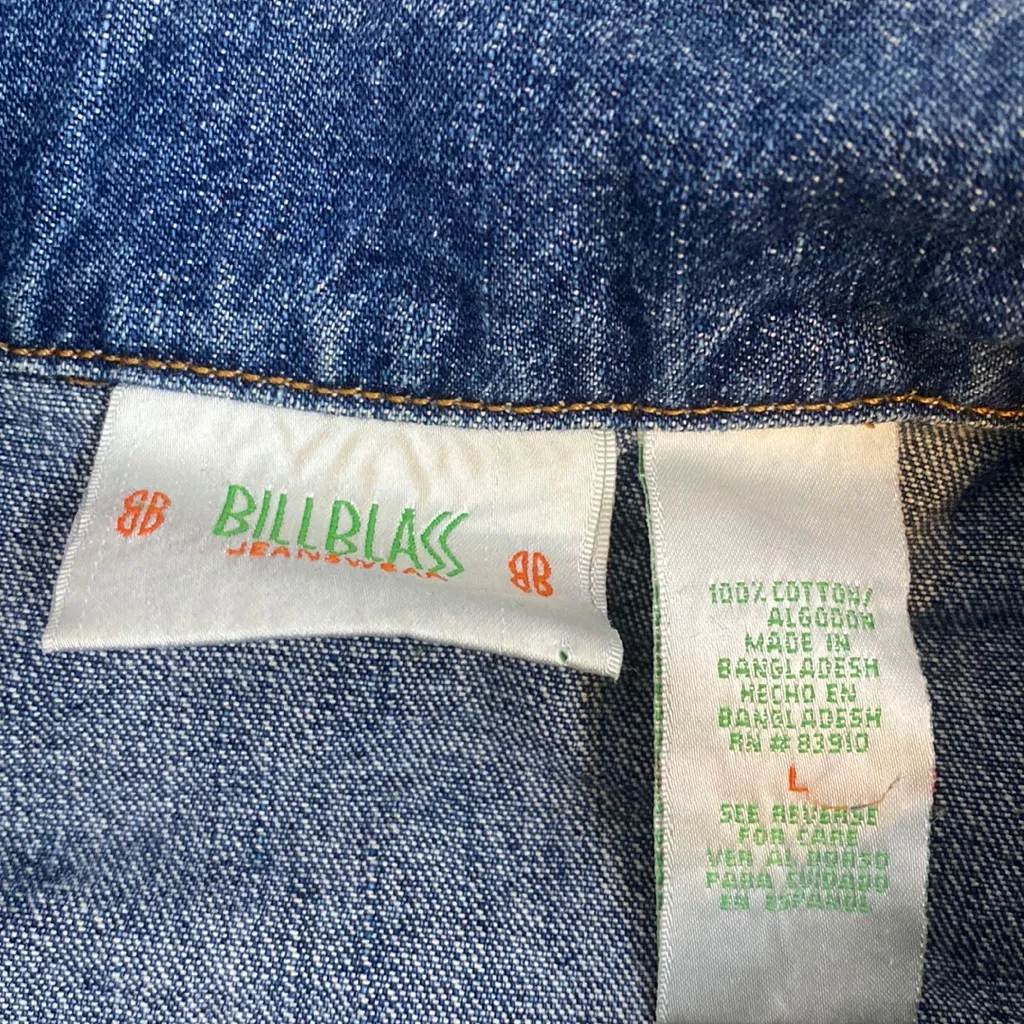 BB BILLBLASS BB
JEANSWEAR
100% COTTON/
ALGODON
MADE IN
BANGLADESH
HECHO EN
BANGLADESH
RN # 83910
L
SEE REVERSE
FOR CARE
VER AL DORSO
PARA CUIDADO
EN ESPANOL